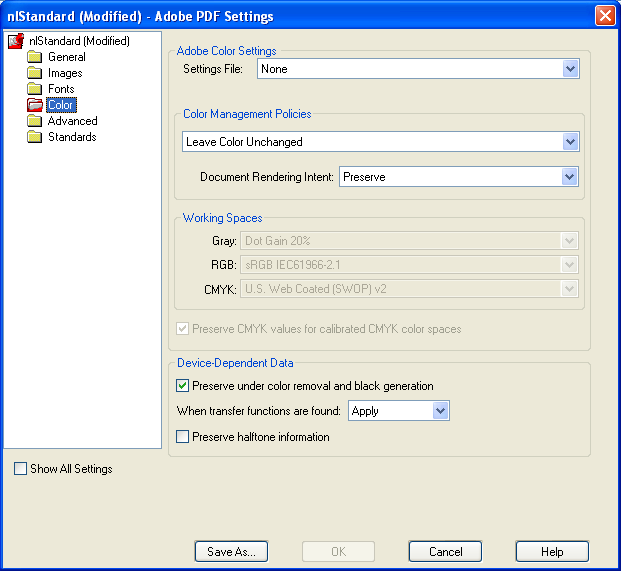 nlStandard (Modified) - Adobe PDF Settings
nlStandard (Modified)
General
Images
Fonts
Color
Advanced
Standards
Show All Settings
Adobe Color Settings
Settings File: None
Color Management Policies
Leave Color Unchanged
Document Rendering Intent: Preserve
Working Spaces
Gray: Dot Gain 20%
RGB: sRGB IEC61966-2.1
CMYK: U.S. Web Coated (SWOP) v2
Preserve CMYK values for calibrated CMYK color spaces
Device-Dependent Data
Preserve under color removal and black generation
When transfer functions are found: Apply
Preserve halftone information
Save As... OK Cancel Help